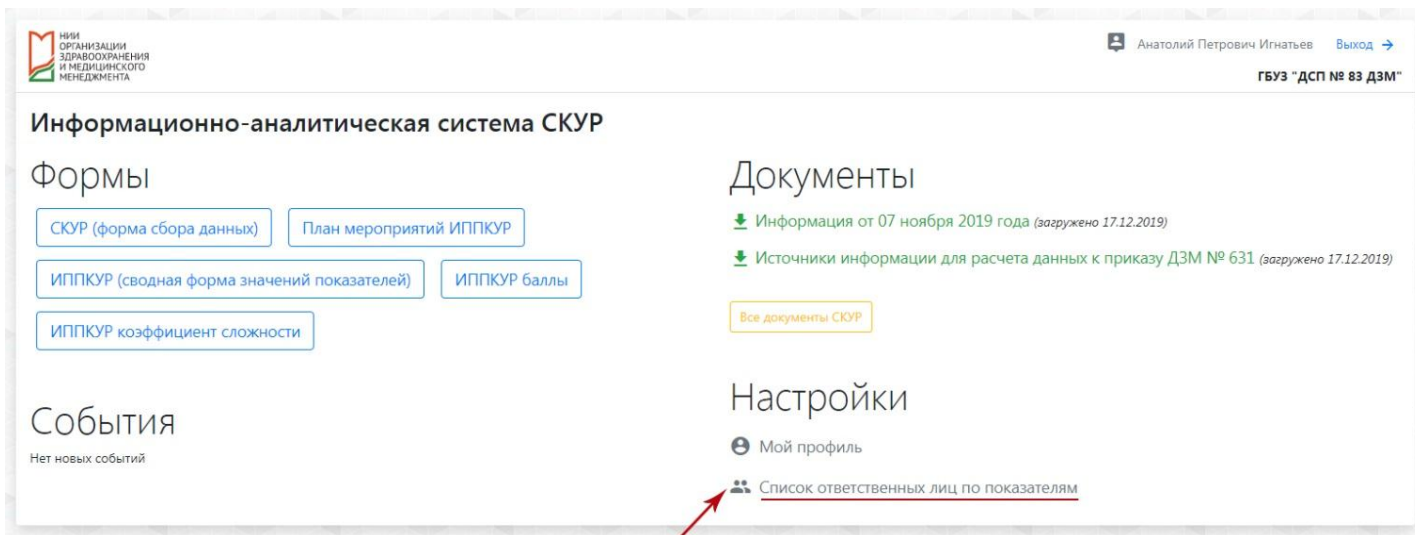 НИИ
ОРГАНИЗАЦИИ
ЗДРАВООХРАНЕНИЯ
И МЕДИЦИНСКОГО
МЕНЕДЖМЕНТА
Анатолий Петрович Игнатьев Выход →
ГБУЗ "ДСП № 83 ДЗМ"
Информационно-аналитическая система СКУР
Формы
СКУР (форма сбора данных) План мероприятий ИППКУР
ИППКУР (сводная форма значений показателей) ИППКУР баллы
ИППКУР коэффициент сложности
События
Нет новых событий
Документы
Информация от 07 ноября 2019 года (загружено 17.12.2019)
Источники информации для расчета данных к приказу ДЗМ № 631 (загружено 17.12.2019)
Все документы СКУР
Настройки
Мой профиль
Список ответственных лиц по показателям